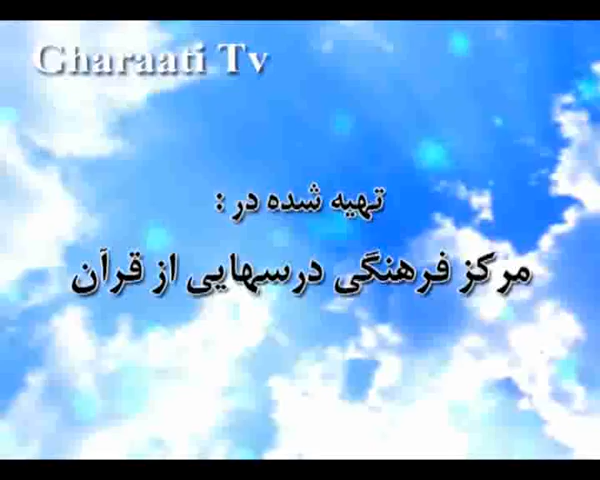 Gharaati Tv
تهیه شده در :
مرکز فرهنگی درسهایی از قرآن